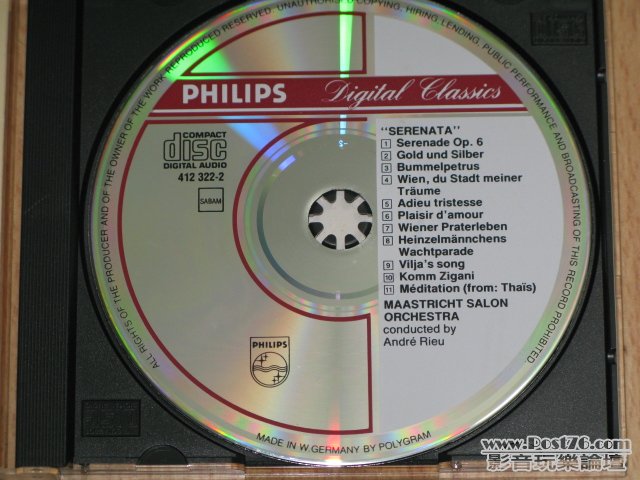 ALL RIGHTS OF THE PRODUCER AND OF THE OWNER OF THE WORK REPRODUCED RESERVED. UNAUTHORISED COPYING, HIRING, LENDING, PUBLIC PERFORMANCE AND BROADCASTING OF THIS RECORD PROHIBITED.
PHILIPS Digital Classics
COMPACT
disc
DIGITAL AUDIO
412 322-2
SABAM
"SERENATA"
1 Serenade Op. 6
2 Gold und Silber
3 Bummelpetrus
4 Wien, du Stadt meiner
Träume
5 Adieu tristesse
6 Plaisir d'amour
7 Wiener Praterleben
8 Heinzelmännchens
Wachtparade
9 Vilja's song
10 Komm Zigani
11 Méditation (from: Thaïs)
MAASTRICHT SALON
ORCHESTRA
conducted by
André Rieu
PHILIPS
MADE IN W.GERMANY BY POLYGRAM
www.Post76.com
影音玩樂論壇